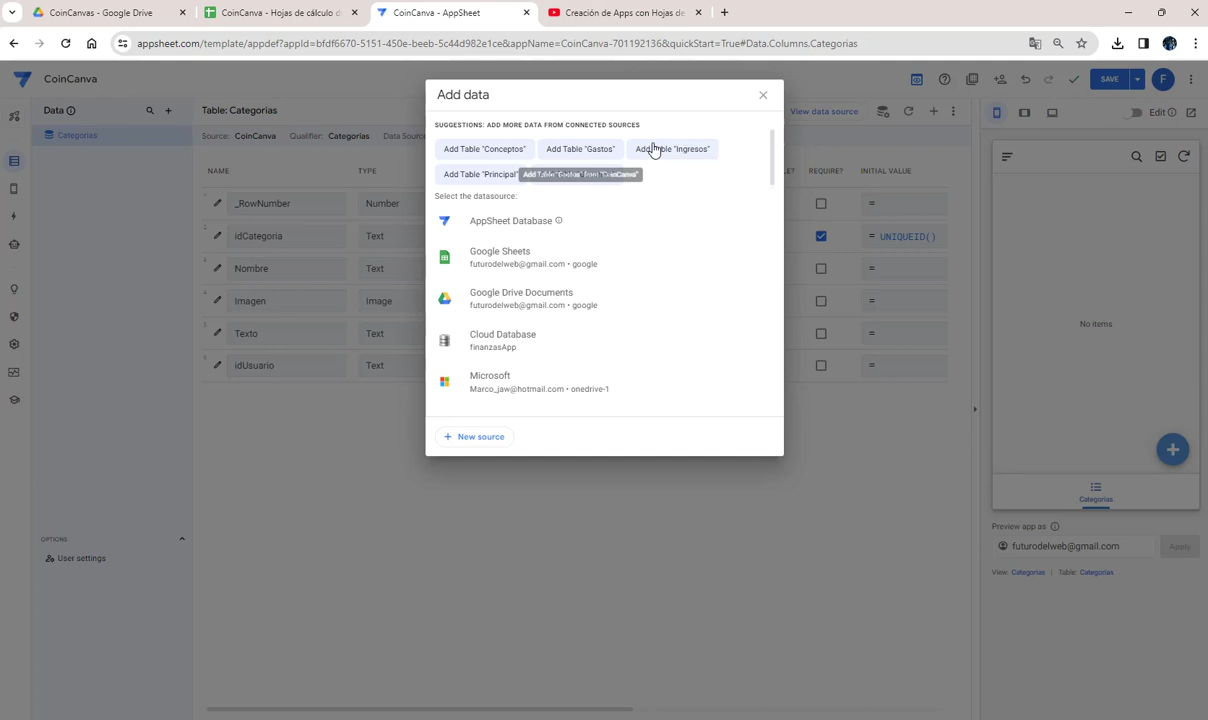 CoinCanvas - Google Drive
CoinCanva - Hojas de cálculo d
CoinCanva - AppSheet
Creación de Apps con Hojas de
appsheet.com/template/appdef?appId=bfdf6670-5151-450e-beeb-5c44d982e1ce&appName=CoinCanva-701192136&quickStart=True#Data.Columns.Categorias
CoinCanva
SAVE
F
Data
Table: Categorias
View data source
Edit
Categorias
Source: CoinCanva Qualifier: Categorias Data Source
NAME TYPE REQUIRE? INITIAL VALUE
_RowNumber Number =
idCategoria Text = UNIQUEID()
Nombre Text =
Imagen Image =
Texto Text =
idUsuario Text =
OPTIONS
User settings
Add data
SUGGESTIONS: ADD MORE DATA FROM CONNECTED SOURCES
Add Table "Conceptos"
Add Table "Gastos"
Add Table "Ingresos"
Add Table "Principal"
Add Table "Gastos" from "CoinCanva"
Select the datasource:
AppSheet Database
Google Sheets
futurodelweb@gmail.com • google
Google Drive Documents
futurodelweb@gmail.com • google
Cloud Database
finanzasApp
Microsoft
Marco_jaw@hotmail.com • onedrive-1
+ New source
No items
Categorias
Preview app as
futurodelweb@gmail.com
Apply
View: Categorias | Table: Categorias